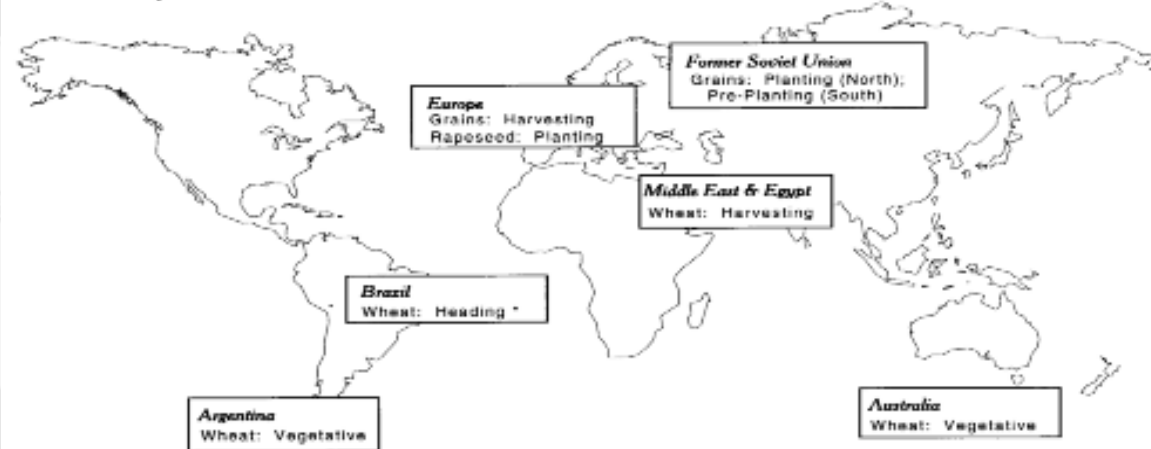 Former Soviet Union
Grains: Planting (North);
Pre-Planting (South)
Europe
Grains: Harvesting
Rapeseed: Planting
Middle East & Egypt
Wheat: Harvesting
Brazil
Wheat: Heading *
Argentina
Wheat: Vegetative
Australia
Wheat: Vegetative